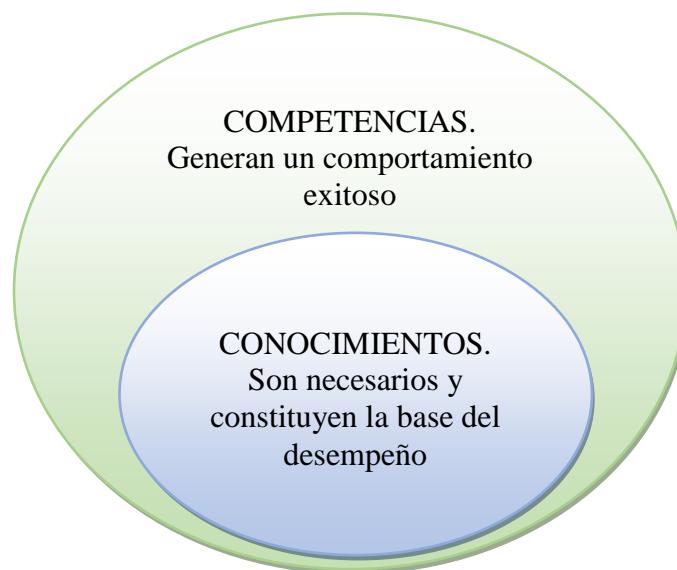 COMPETENCIAS.
Generan un comportamiento
exitoso
CONOCIMIENTOS.
Son necesarios y
constituyen la base del
desempeño